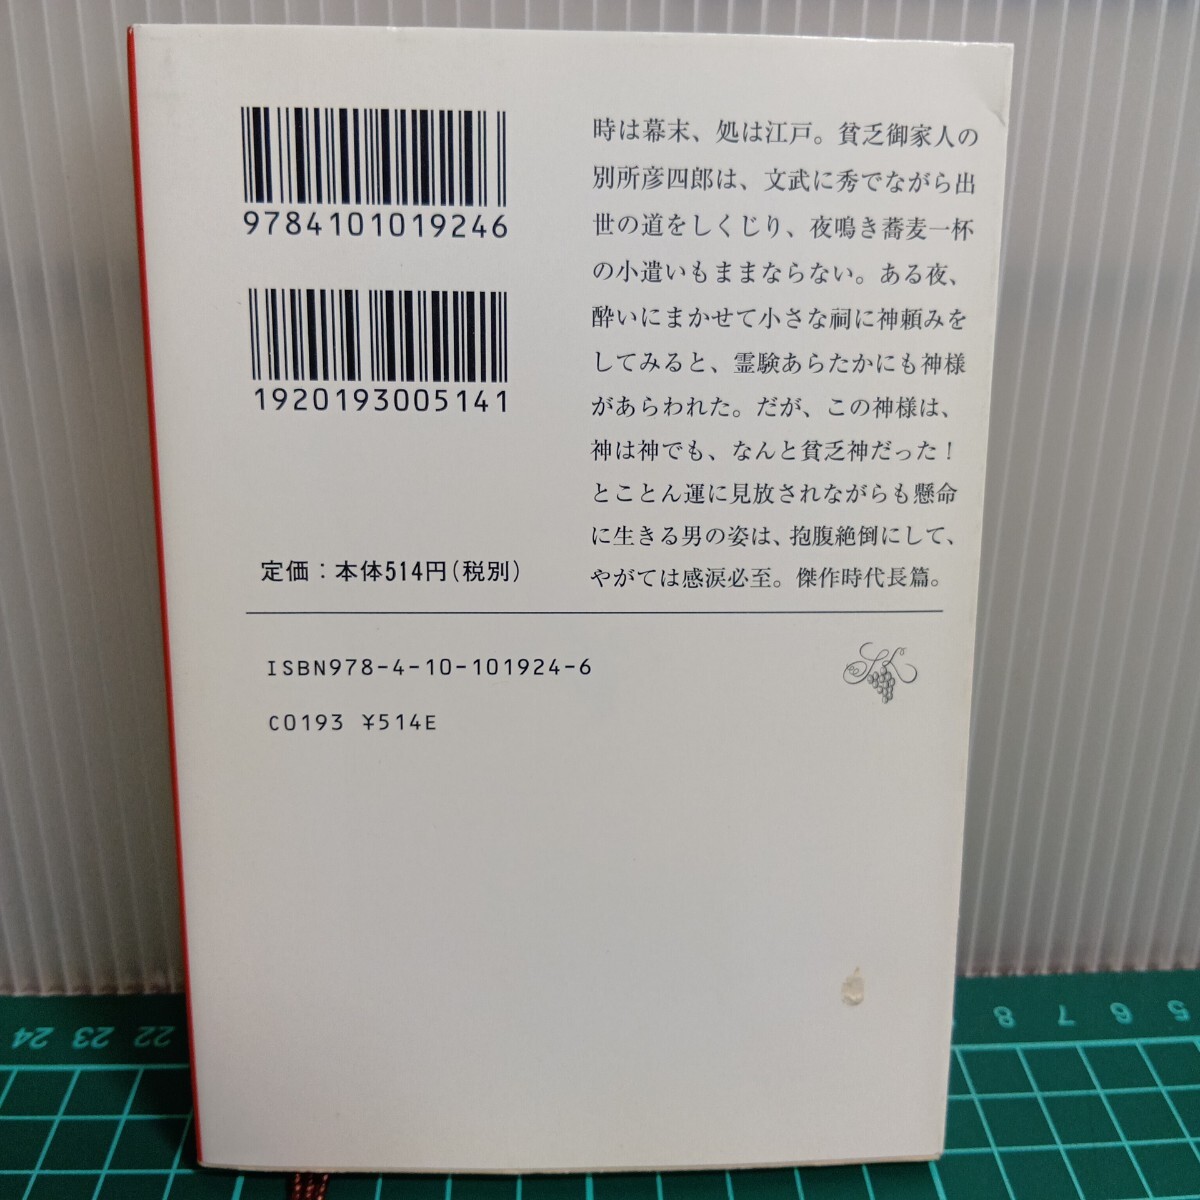 9784101019246
1920193005141
定価：本体514円(税別)
ISBN978-4-10-101924-6
C0193 ¥514E
時は幕末、処は江戸。貧乏御家人の
別所彦四郎は、文武に秀でながら出
世の道をしくじり、夜鳴き蕎麦一杯
の小遣いもままならない。ある夜、
酔いにまかせて小さな祠に神頼みを
してみると、霊験あらたかにも神様
があらわれた。だが、この神様は、
神は神でも、なんと貧乏神だった！
とことん運に見放されながらも懸命
に生きる男の姿は、抱腹絶倒にして、
やがては感涙必至。傑作時代長篇。
24 23 22
8 7 6 5